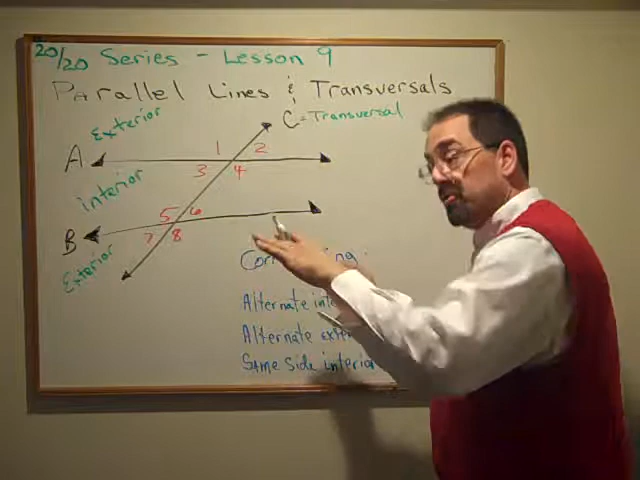 20/20 Series - Lesson 9
Parallel Lines & Transversals
Exterior
C = Transversal
A
1 2
3 4
interior
5 6
B
7 8
Exterior
Alternate
Alternate
Same Side interior